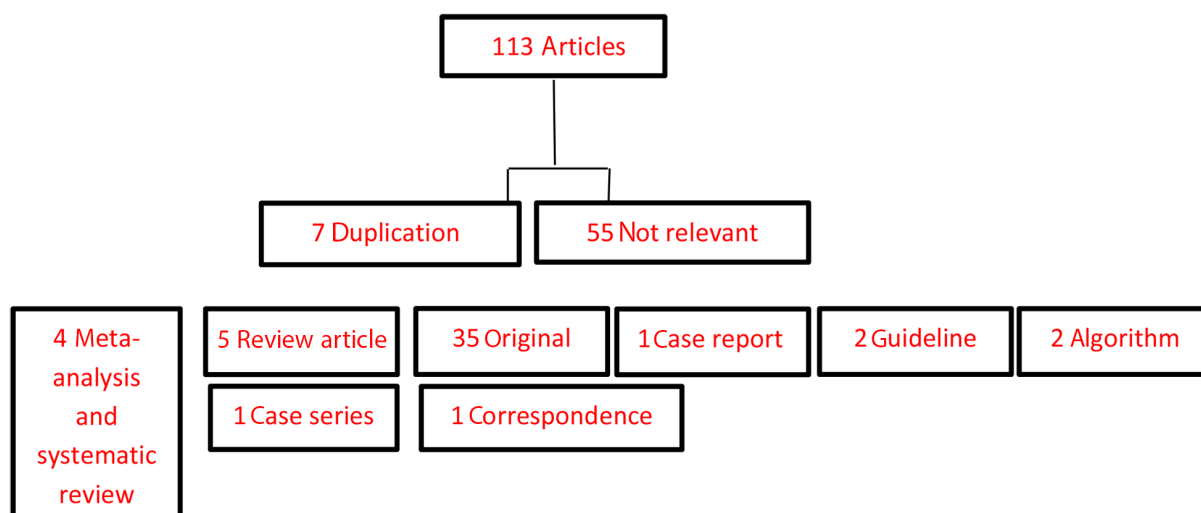 113 Articles
7 Duplication
55 Not relevant
4 Meta-
analysis
and
systematic
review
5 Review article
35 Original
1 Case report
2 Guideline
2 Algorithm
1 Case series
1 Correspondence